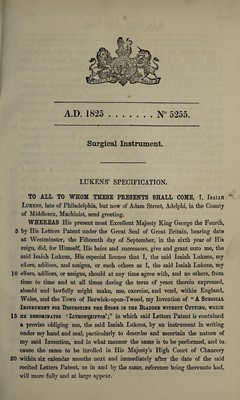 A.D. 1825 . . . . . . . N° 5255.
Surgical Instrument.
LUKENS' SPECIFICATION.
TO ALL TO WHOM THESE PRESENTS SHALL COME, I, ISAIAH
LUKENS, late of Philadelphia, but now of Adam Street, Adelphi, in the County
of Middlesex, Machinist, send greeting.
WHEREAS His present most Excellent Majesty King George the Fourth,
5 by His Letters Patent under the Great Seal of Great Britain, bearing date
at Westminster, the Fifteenth day of September, in the sixth year of His
reign, did, for Himself, His heirs and successors, give and grant unto me, the
said Isaiah Lukens, His especial licence that I, the said Isaiah Lukens, my
exors, adiñors, and assigns, or such others as I, the said Isaiah Lukens, my
10 exors, adiñors, or assigns, should at any time agree with, and no others, from
time to time and at all times during the term of years therein expressed,
should and lawfully might make, use, exercise, and vend, within England,
Wales, and the Town of Berwick-upon-Tweed, my Invention of "A SURGICAL
INSTRUMENT FOR DESTROYING THE STONE IN THE BLADDER WITHOUT CUTTING, WHICH
15 HE DENOMINATES 'LITHONTRIPTOR';" in which said Letters Patent is contained
a proviso obliging me, the said Isaiah Lukens, by an instrument in writing
under my hand and seal, particularly to describe and ascertain the nature of
my said Invention, and in what manner the same is to be performed, and to
cause the same to be inrolled in His Majesty's High Court of Chancery
20 within six calendar months next and immediately after the date of the said
recited Letters Patent, as in and by the same, reference being thereunto had,
will more fully and at large appear.